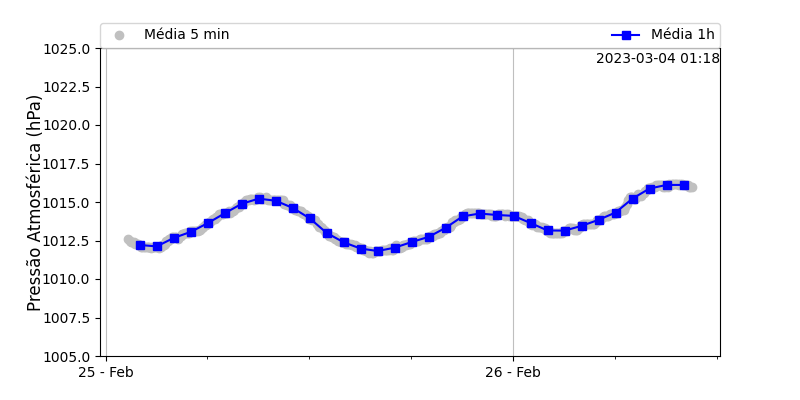 Média 5 min
Média 1h
2023-03-04 01:18
Pressão Atmosférica (hPa)
1025.0
1022.5
1020.0
1017.5
1015.0
1012.5
1010.0
1007.5
1005.0
25 - Feb
26 - Feb